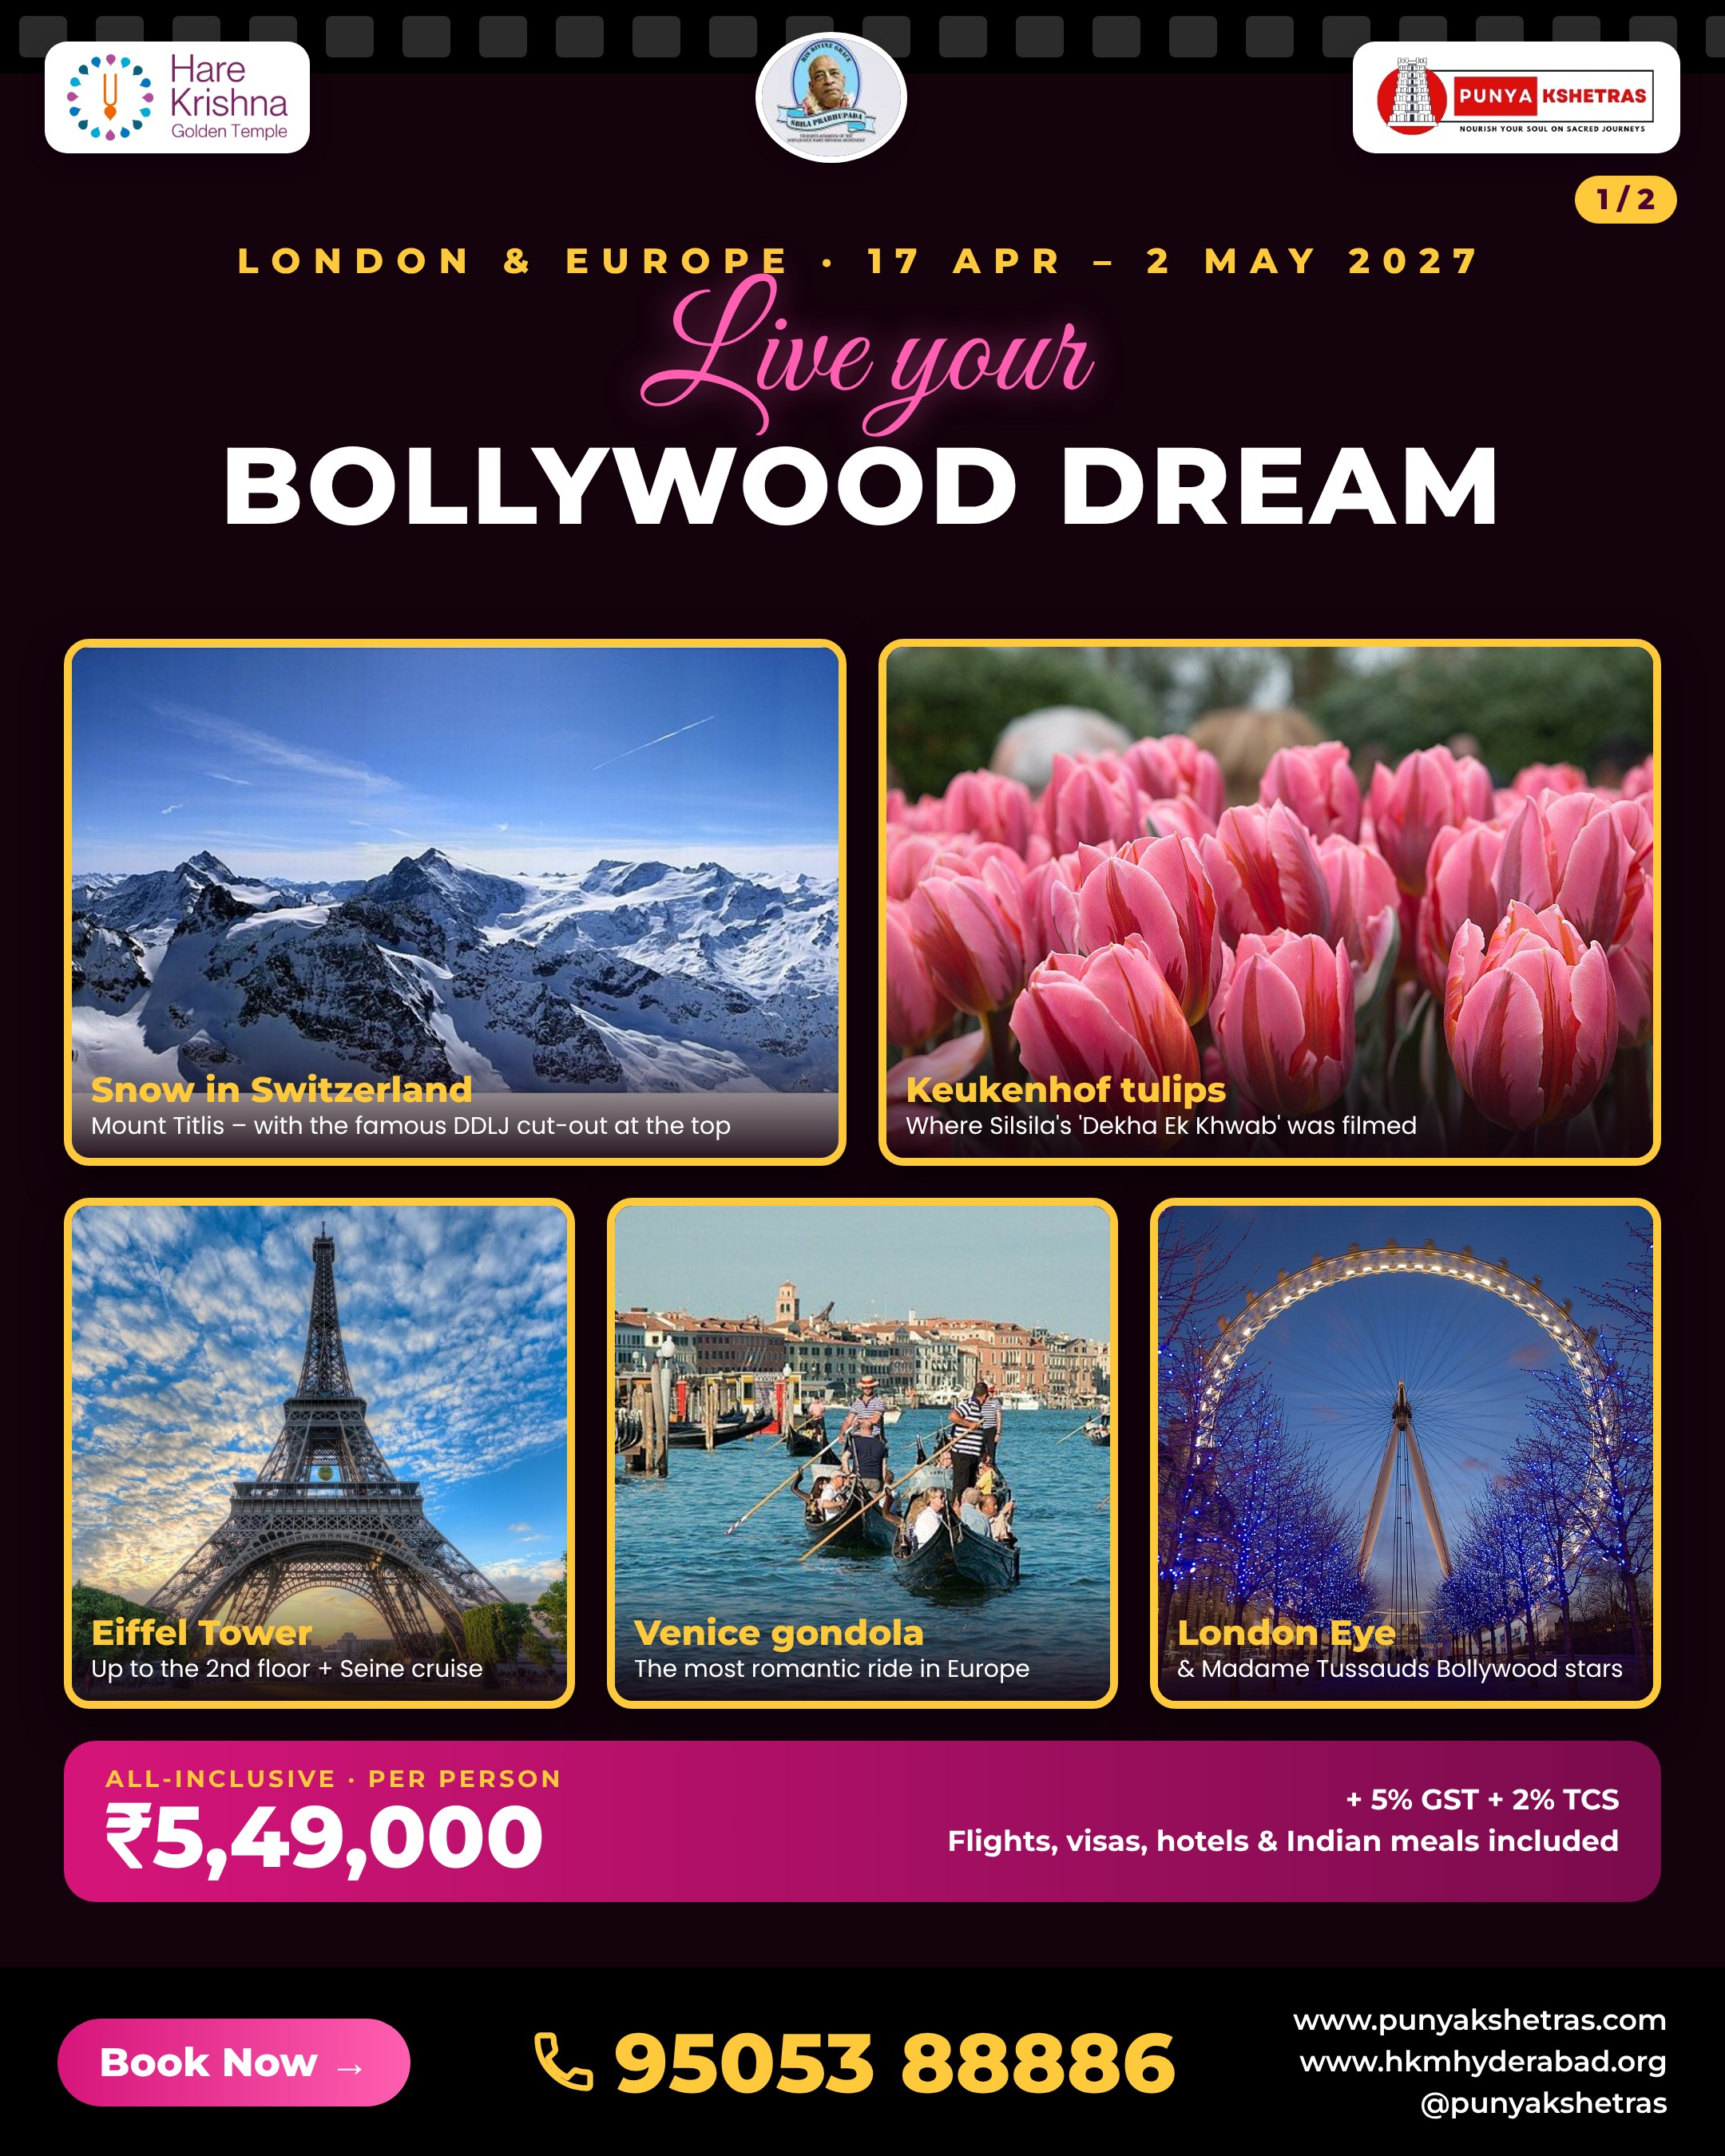 Hare
Krishna
Golden Temple
HIS DIVINE GRACE
SRILA PRABHUPADA
PUNYA KSHETRAS
NOURISH YOUR SOUL ON SACRED JOURNEYS
1 / 2
LONDON & EUROPE · 17 APR – 2 MAY 2027
Live your
BOLLYWOOD DREAM
Snow in Switzerland
Mount Titlis – with the famous DDLJ cut-out at the top
Keukenhof tulips
Where Silsila's 'Dekha Ek Khwab' was filmed
Eiffel Tower
Up to the 2nd floor + Seine cruise
Venice gondola
The most romantic ride in Europe
London Eye
& Madame Tussauds Bollywood stars
ALL-INCLUSIVE · PER PERSON
₹5,49,000
+ 5% GST + 2% TCS
Flights, visas, hotels & Indian meals included
Book Now →
95053 88886
www.punyakshetras.com
www.hkmhyderabad.org
@punyakshetras